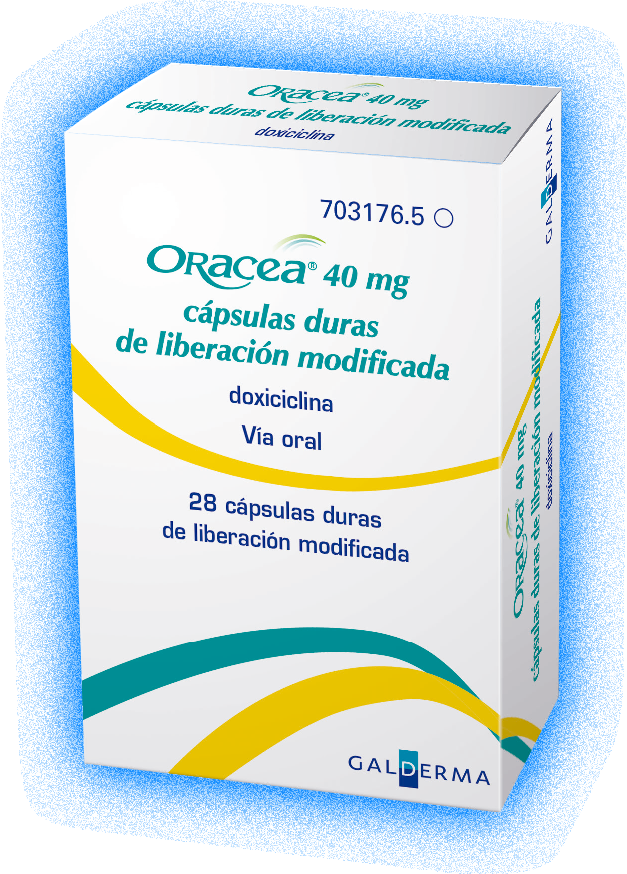 ORACEA® 40 mg
cápsulas duras de liberación modificada
doxiciclina
703176.5
ORACEA® 40 mg
cápsulas duras
de liberación modificada
doxiciclina
Vía oral
28 cápsulas duras
de liberación modificada
GALDERMA
GALDERMA
ORACEA® 40 mg
cápsulas duras de liberación modificada
doxiciclina